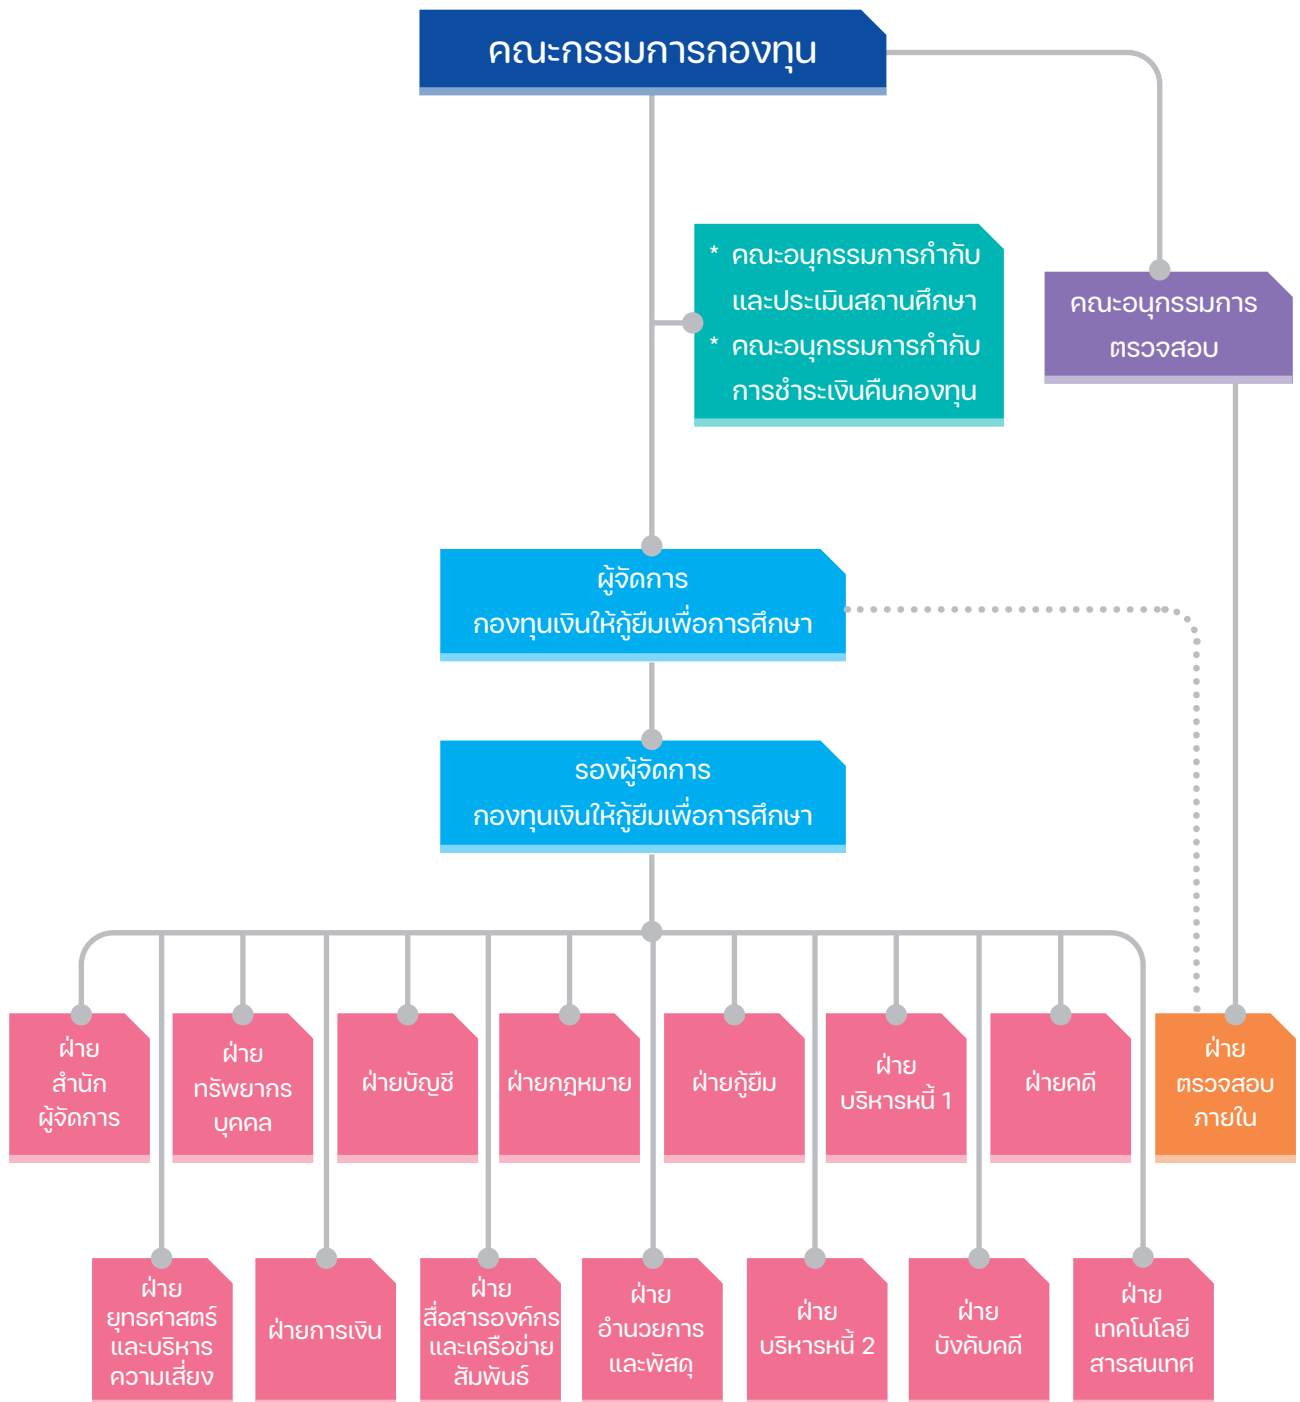 คณะกรรมการกองทุน
* คณะอนุกรรมการกำกับ
และประเมินสถานศึกษา
* คณะอนุกรรมการกำกับ
การชำระเงินคืนกองทุน
คณะอนุกรรมการ
ตรวจสอบ
ผู้จัดการ
กองทุนเงินให้กู้ยืมเพื่อการศึกษา
รองผู้จัดการ
กองทุนเงินให้กู้ยืมเพื่อการศึกษา
ฝ่าย
สำนัก
ผู้จัดการ
ฝ่าย
ทรัพยากร
บุคคล
ฝ่ายบัญชี
ฝ่ายกฎหมาย
ฝ่ายกู้ยืม
ฝ่าย
บริหารหนี้ 1
ฝ่ายคดี
ฝ่าย
ตรวจสอบ
ภายใน
ฝ่าย
ยุทธศาสตร์
และบริหาร
ความเสี่ยง
ฝ่ายการเงิน
ฝ่าย
สื่อสารองค์กร
และเครือข่าย
สัมพันธ์
ฝ่าย
อำนวยการ
และพัสดุ
ฝ่าย
บริหารหนี้ 2
ฝ่าย
บังคับคดี
ฝ่าย
เทคโนโลยี
สารสนเทศ